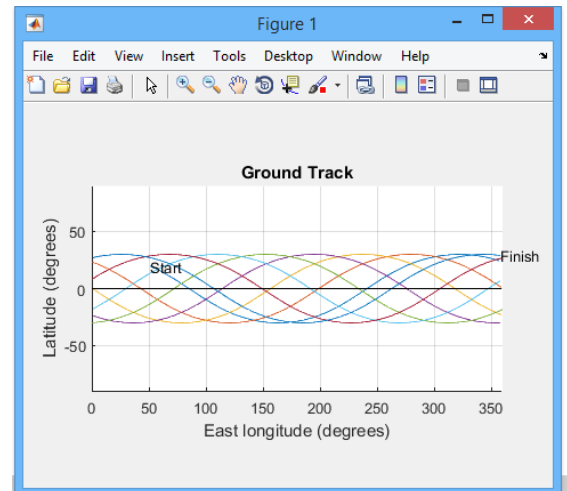 Figure 1
File Edit View Insert Tools Desktop Window Help
Ground Track
Latitude (degrees)
50
0
-50
Start
Finish
0 50 100 150 200 250 300 350
East longitude (degrees)